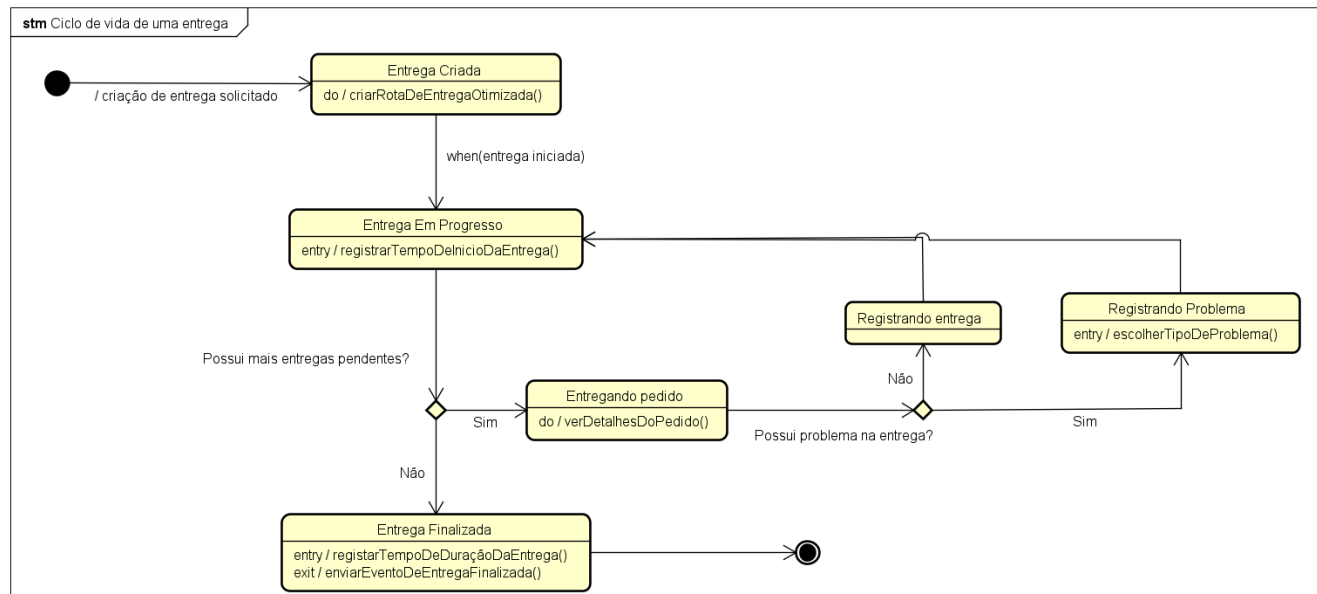 stm Ciclo de vida de uma entrega
Entrega Criada
do / criarRotaDeEntregaOtimizada()
/ criação de entrega solicitado
when(entrega iniciada)
Entrega Em Progresso
entry / registrarTempoDeInicioDaEntrega()
Registrando entrega
Registrando Problema
entry / escolherTipoDeProblema()
Possui mais entregas pendentes?
Não
Entregando pedido
do / verDetalhesDoPedido()
Sim
Possui problema na entrega?
Sim
Não
Entrega Finalizada
entry / registarTempoDeDuraçãoDaEntrega()
exit / enviarEventoDeEntregaFinalizada()